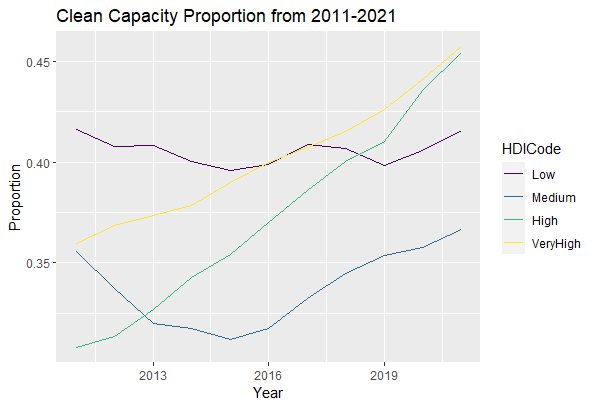 Clean Capacity Proportion from 2011-2021
0.45
0.40
0.35
Proportion
2013
2016
2019
Year
HDICode
Low
Medium
High
VeryHigh